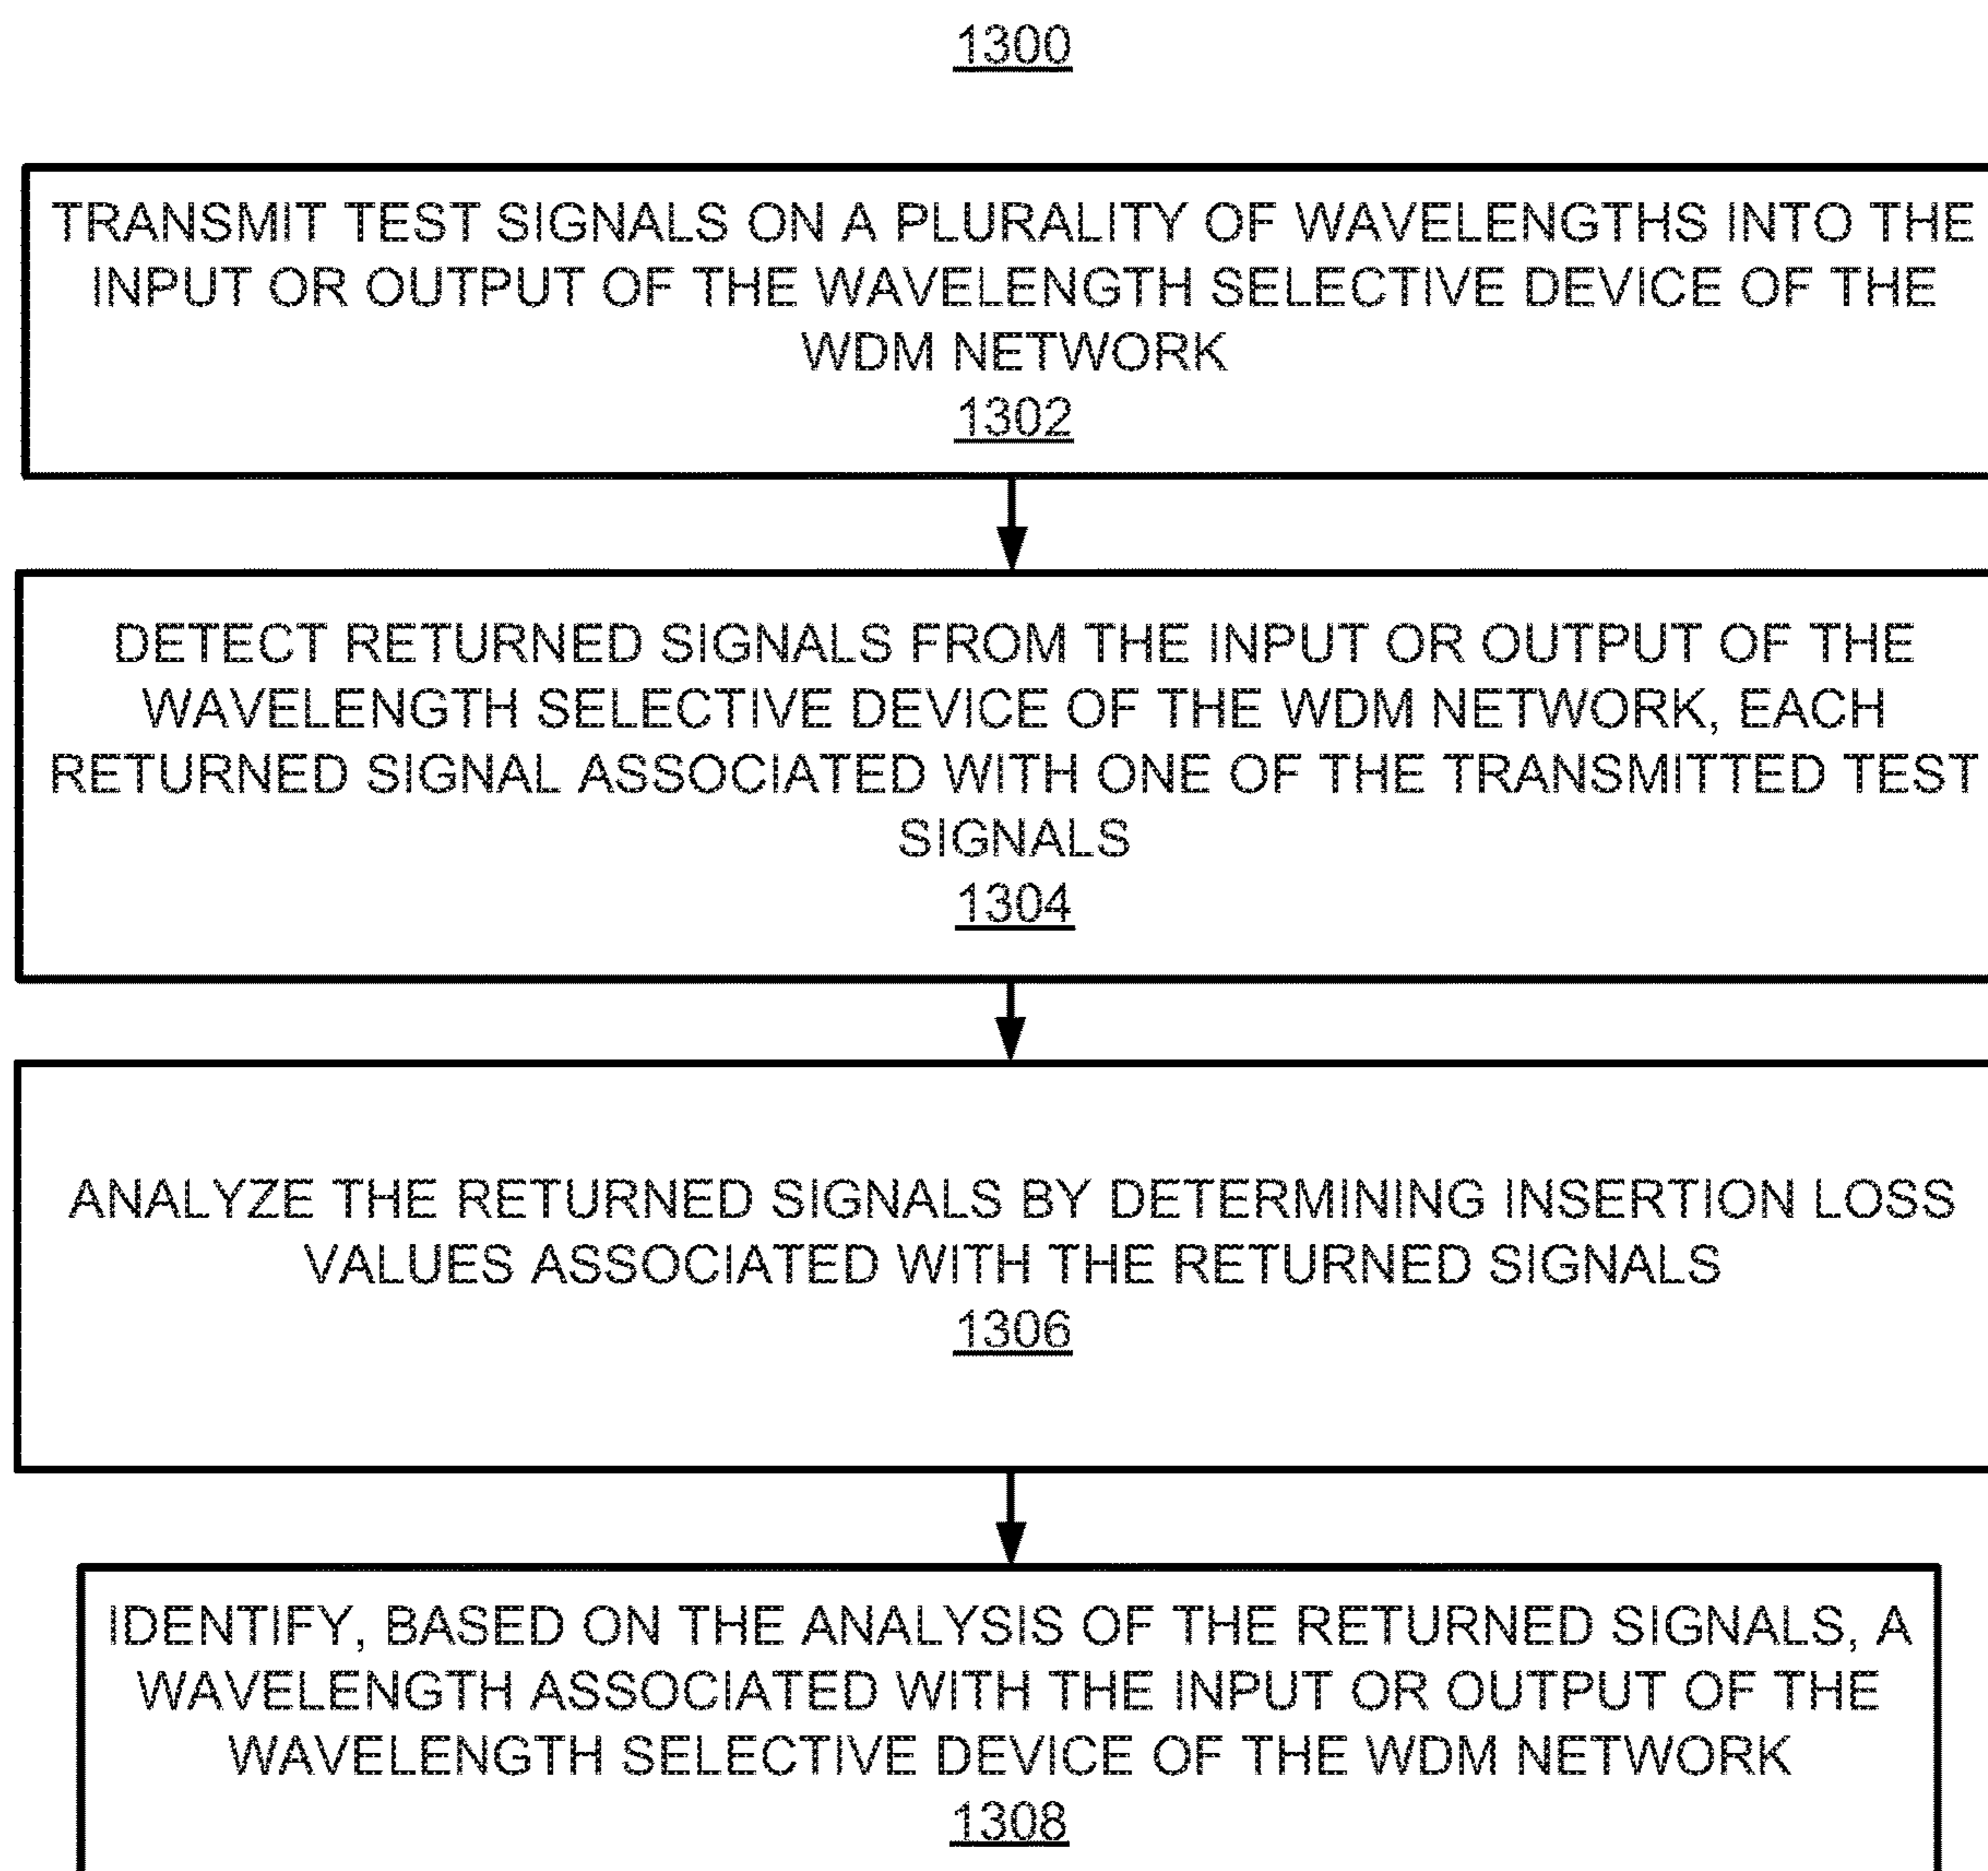 1300
TRANSMIT TEST SIGNALS ON A PLURALITY OF WAVELENGTHS INTO THE
INPUT OR OUTPUT OF THE WAVELENGTH SELECTIVE DEVICE OF THE
WDM NETWORK
1302
DETECT RETURNED SIGNALS FROM THE INPUT OR OUTPUT OF THE
WAVELENGTH SELECTIVE DEVICE OF THE WDM NETWORK, EACH
RETURNED SIGNAL ASSOCIATED WITH ONE OF THE TRANSMITTED TEST
SIGNALS
1304
ANALYZE THE RETURNED SIGNALS BY DETERMINING INSERTION LOSS
VALUES ASSOCIATED WITH THE RETURNED SIGNALS
1306
IDENTIFY, BASED ON THE ANALYSIS OF THE RETURNED SIGNALS, A
WAVELENGTH ASSOCIATED WITH THE INPUT OR OUTPUT OF THE
WAVELENGTH SELECTIVE DEVICE OF THE WDM NETWORK
1308